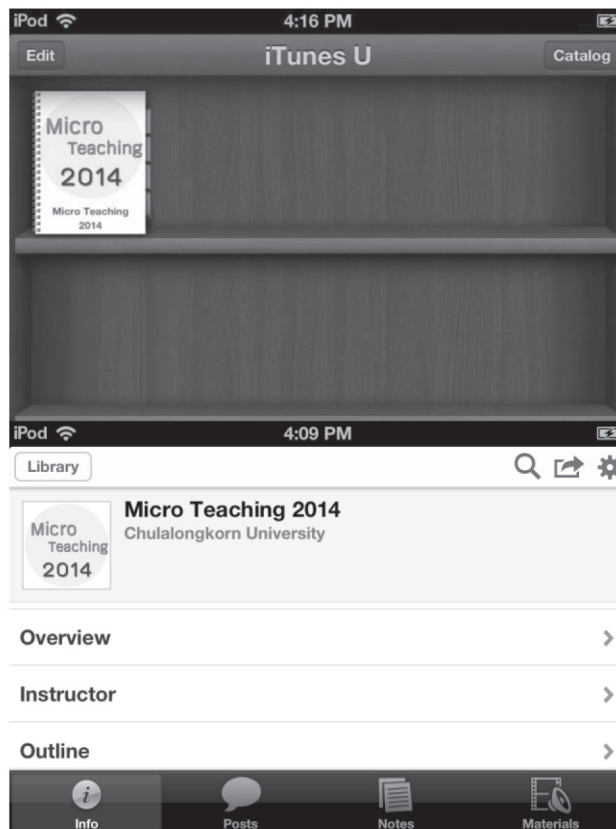 iPod 4:16 PM
Edit iTunes U Catalog
Micro
Teaching
2014
Micro Teaching
2014
iPod 4:09 PM
Library
Micro Teaching 2014
Chulalongkorn University
Micro
Teaching
2014
Overview
Instructor
Outline
Info Posts Notes Materials